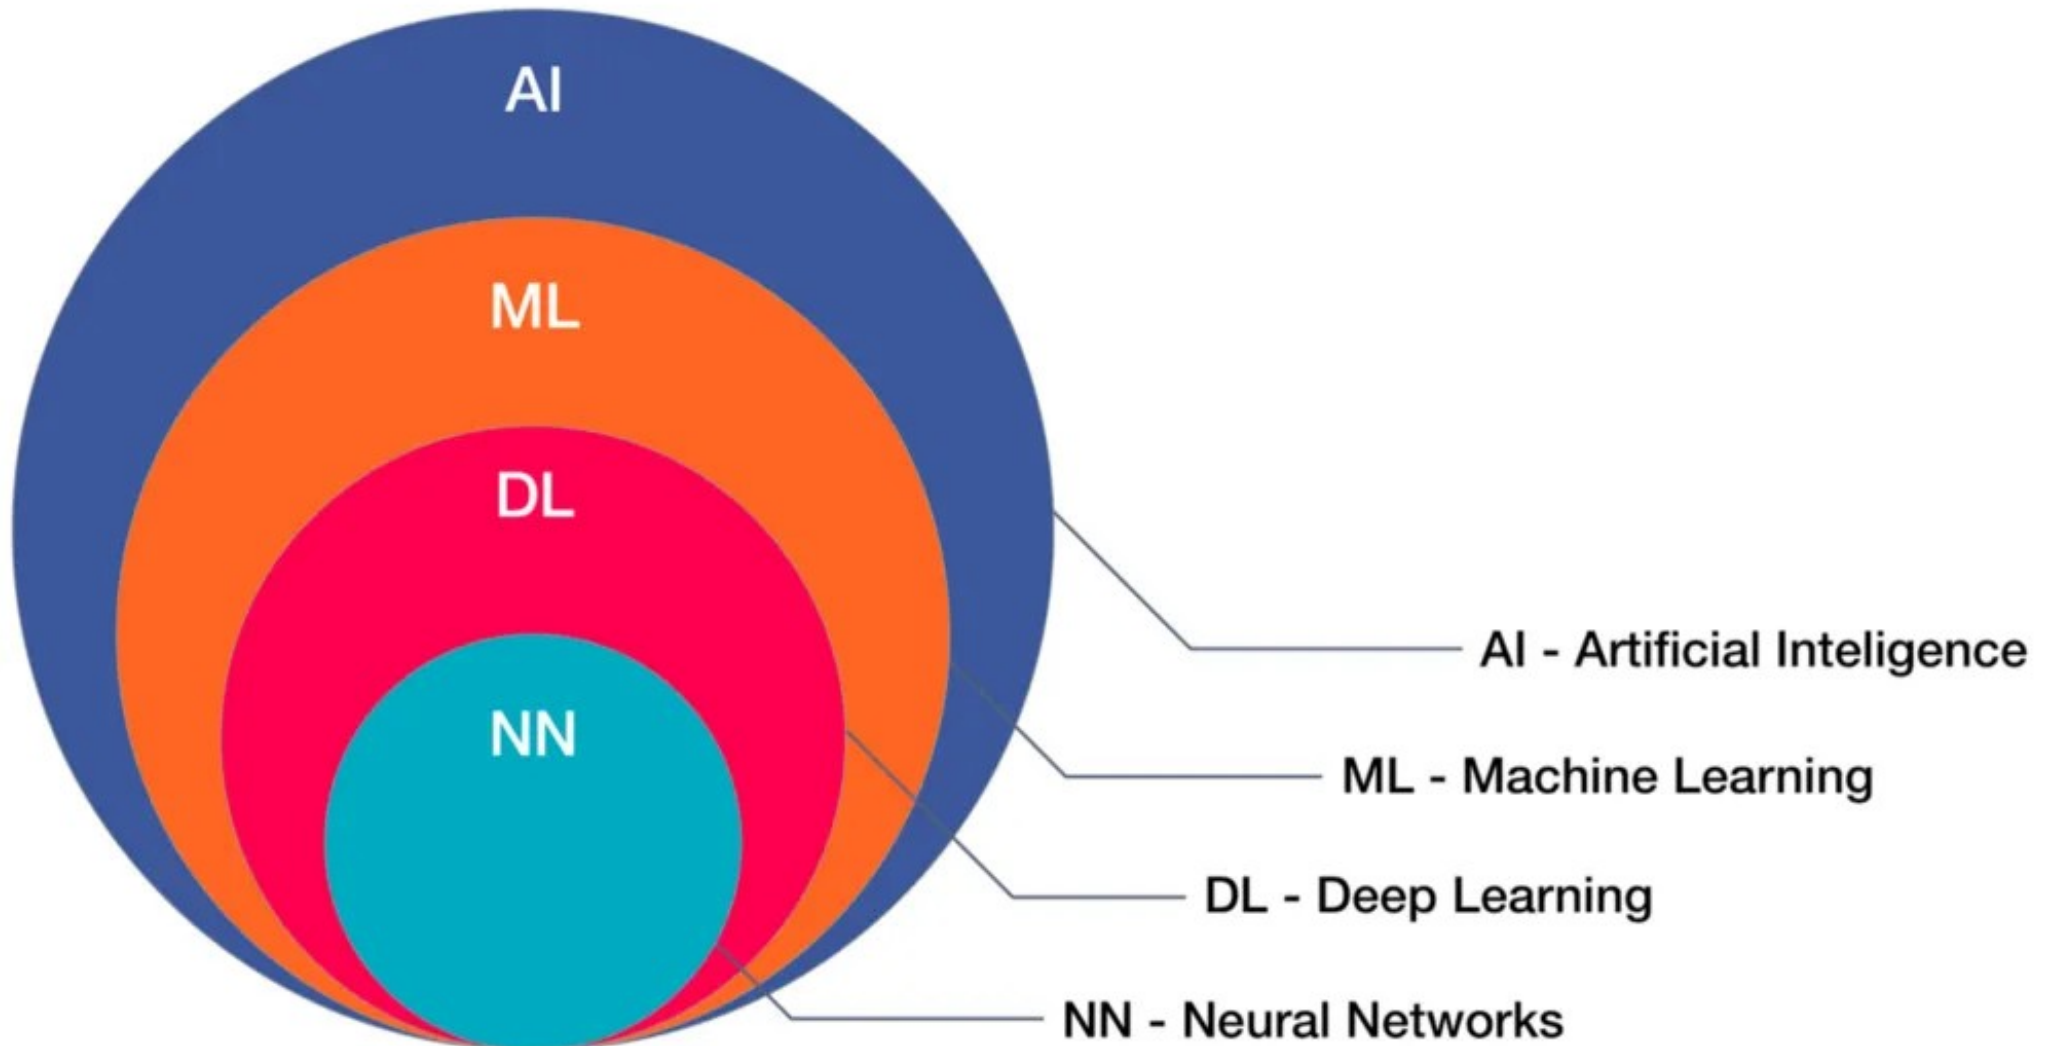 AI
ML
DL
NN
AI - Artificial Inteligence
ML - Machine Learning
DL - Deep Learning
NN - Neural Networks